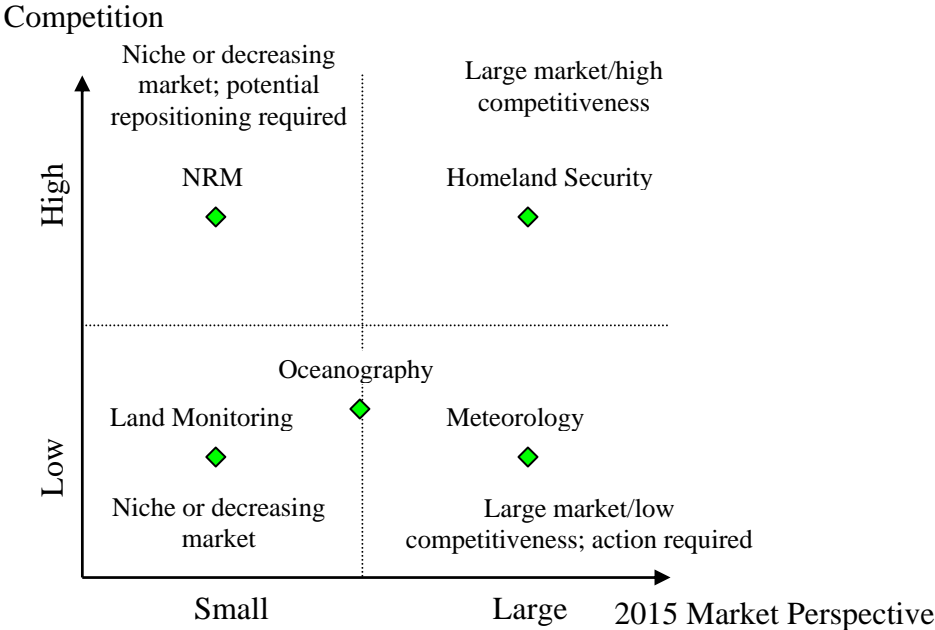 Competition
Niche or decreasing
market; potential
repositioning required
Large market/high
competitiveness
High
NRM
Homeland Security
Oceanography
Land Monitoring
Meteorology
Low
Niche or decreasing
market
Large market/low
competitiveness; action required
Small
Large
2015 Market Perspective